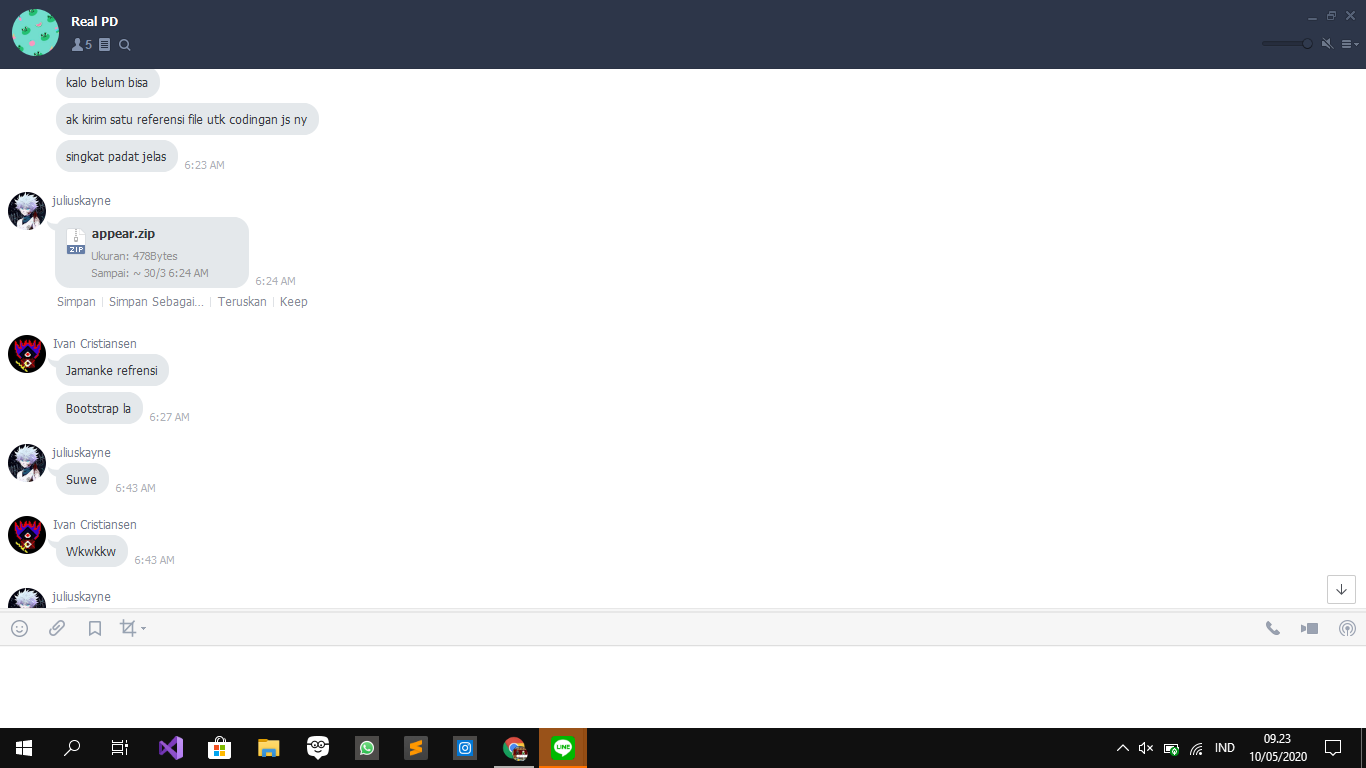 Real PD
5
kalo belum bisa
ak kirim satu referensi file utk codingan js ny
singkat padat jelas
6:23 AM
juliuskayne
appear.zip
ZIP
Ukuran: 478Bytes
Sampai: ~ 30/3 6:24 AM
6:24 AM
Simpan
Simpan Sebagai...
Teruskan
Keep
Ivan Cristiansen
Jamanke refrensi
Bootstrap la
6:27 AM
juliuskayne
Suwe
6:43 AM
Ivan Cristiansen
Wkwkkw
6:43 AM
juliuskayne
LINE
IND
09.23
10/05/2020